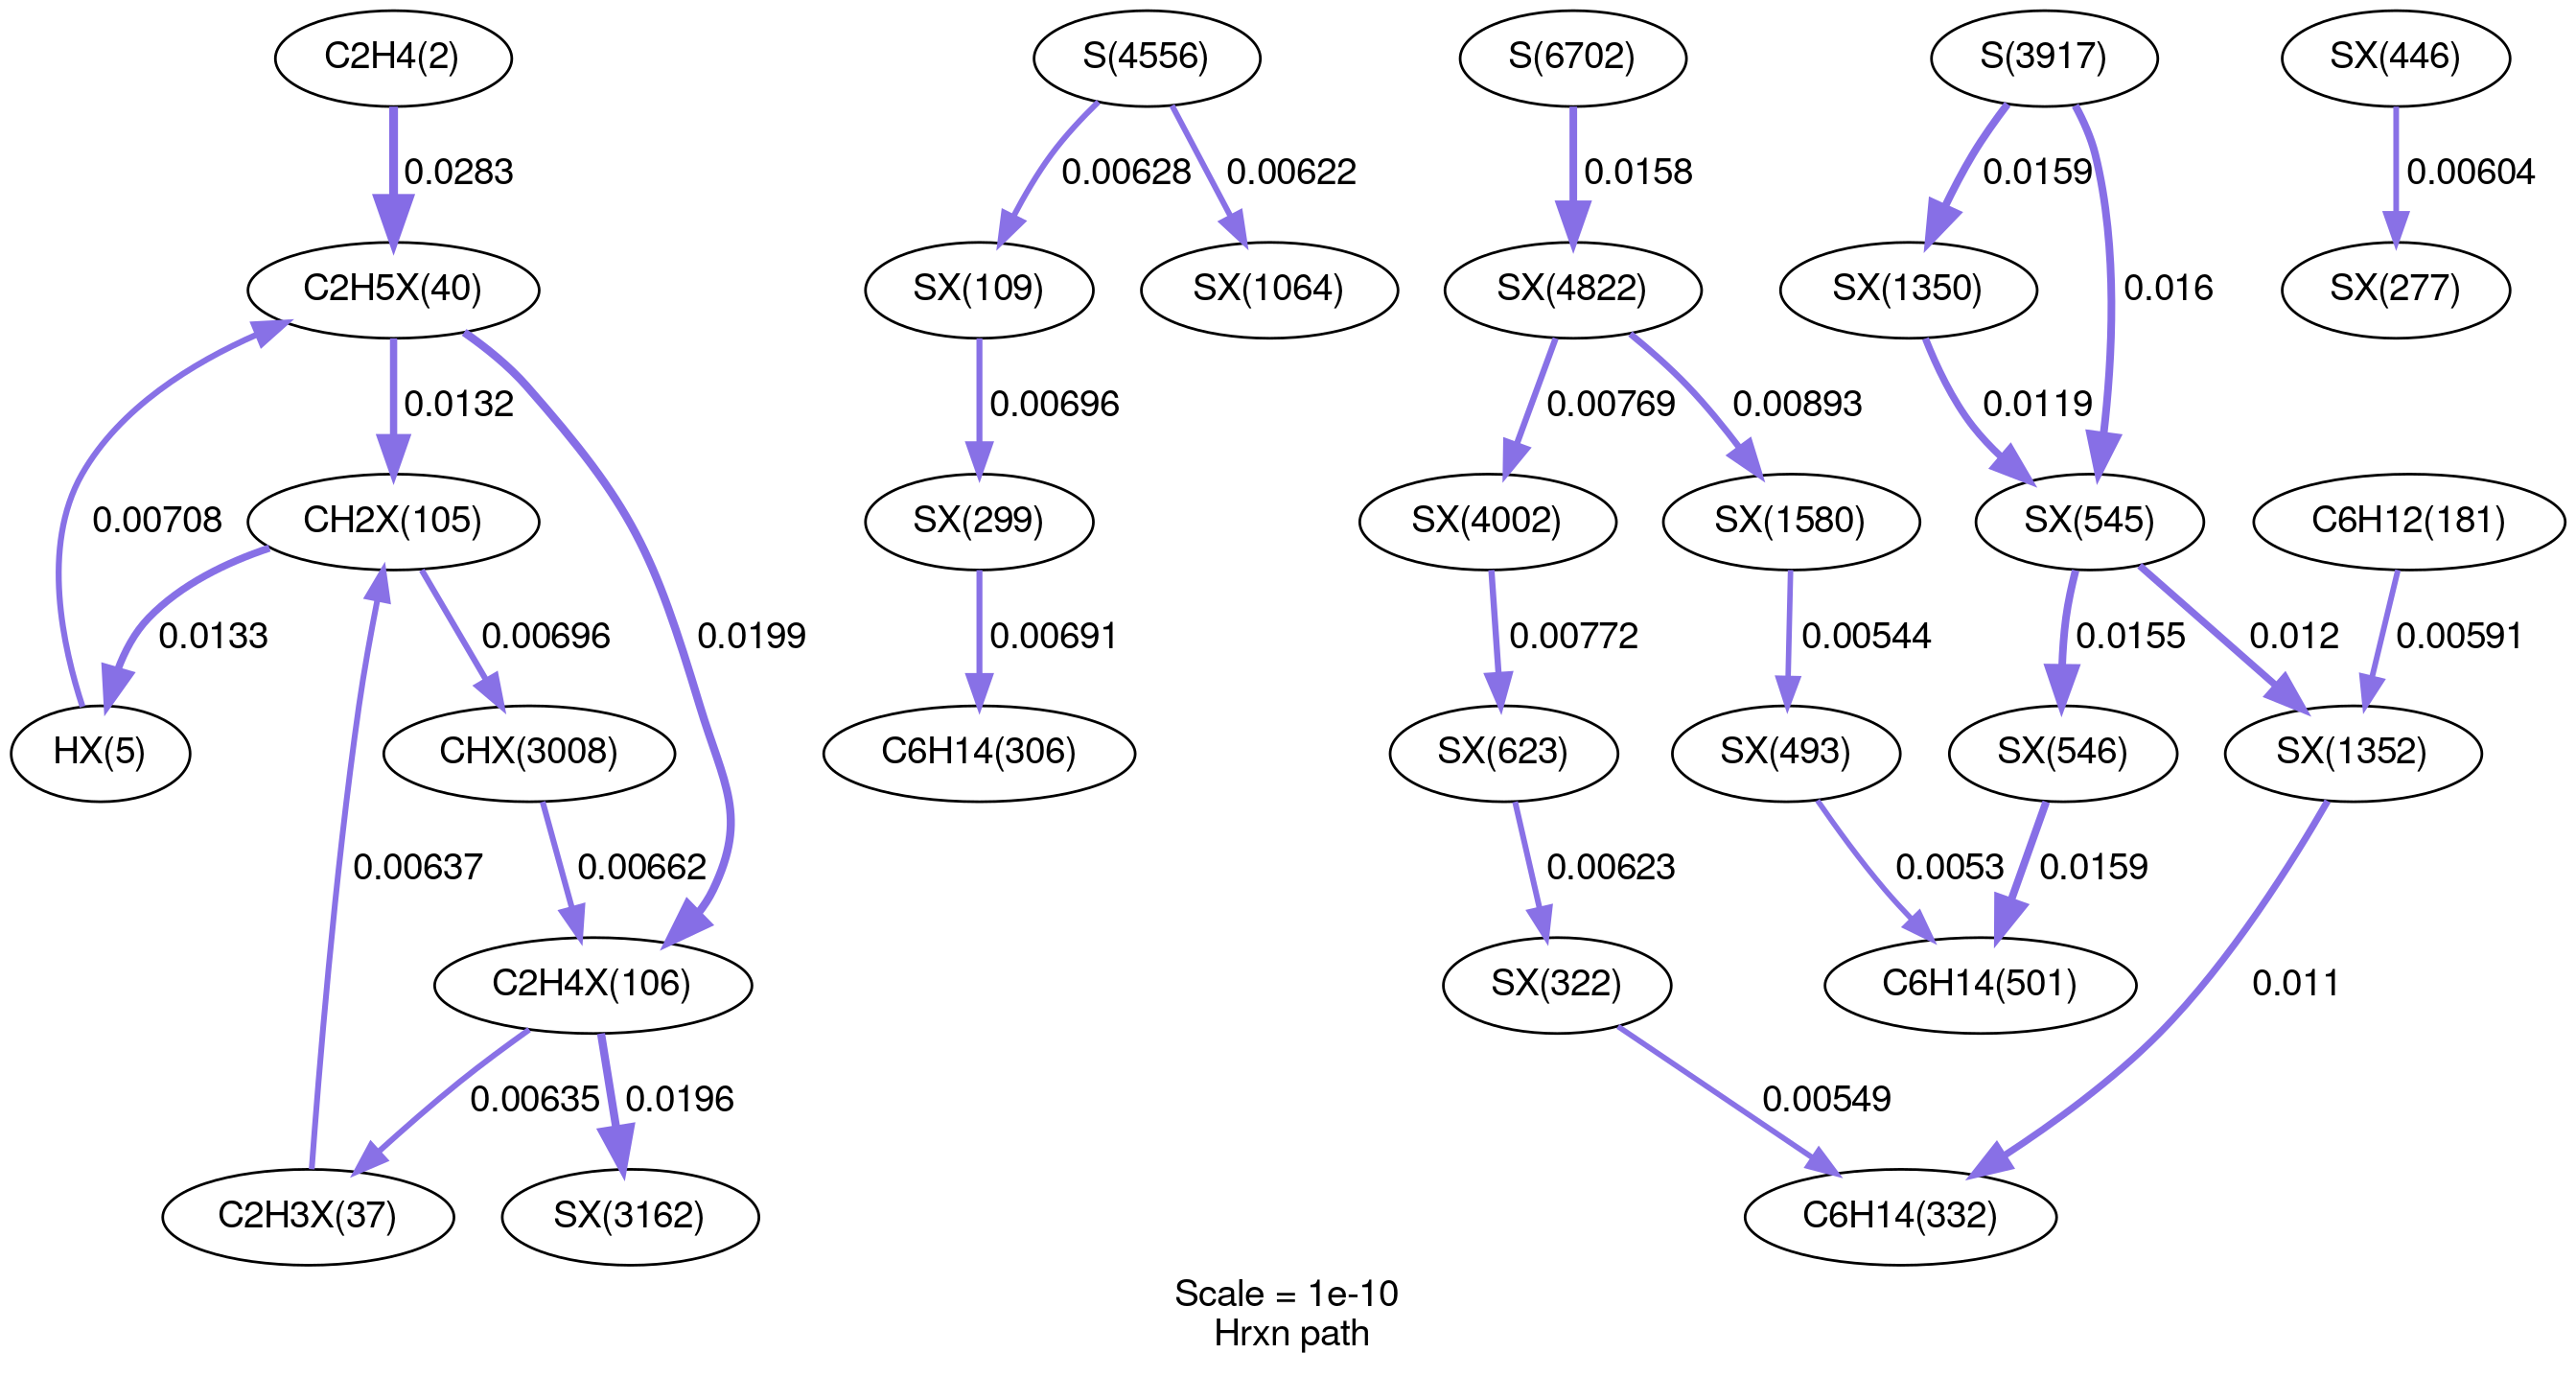 C2H4(2)
S(4556)
S(6702)
S(3917)
SX(446)
0.0283
0.00628
0.00622
0.0158
0.0159
0.00604
C2H5X(40)
SX(109)
SX(1064)
SX(4822)
SX(1350)
0.016
SX(277)
0.0132
0.00696
0.00769
0.00893
0.0119
0.00708
CH2X(105)
SX(299)
SX(4002)
SX(1580)
SX(545)
C6H12(181)
0.0133
0.00696
0.0199
0.00691
0.00772
0.00544
0.0155
0.012
0.00591
HX(5)
CHX(3008)
C6H14(306)
SX(623)
SX(493)
SX(546)
SX(1352)
0.00637
0.00662
0.00623
0.0053
0.0159
C2H4X(106)
SX(322)
C6H14(501)
0.011
0.00635
0.0196
0.00549
C2H3X(37)
SX(3162)
C6H14(332)
Scale = 1e-10
Hrxn path